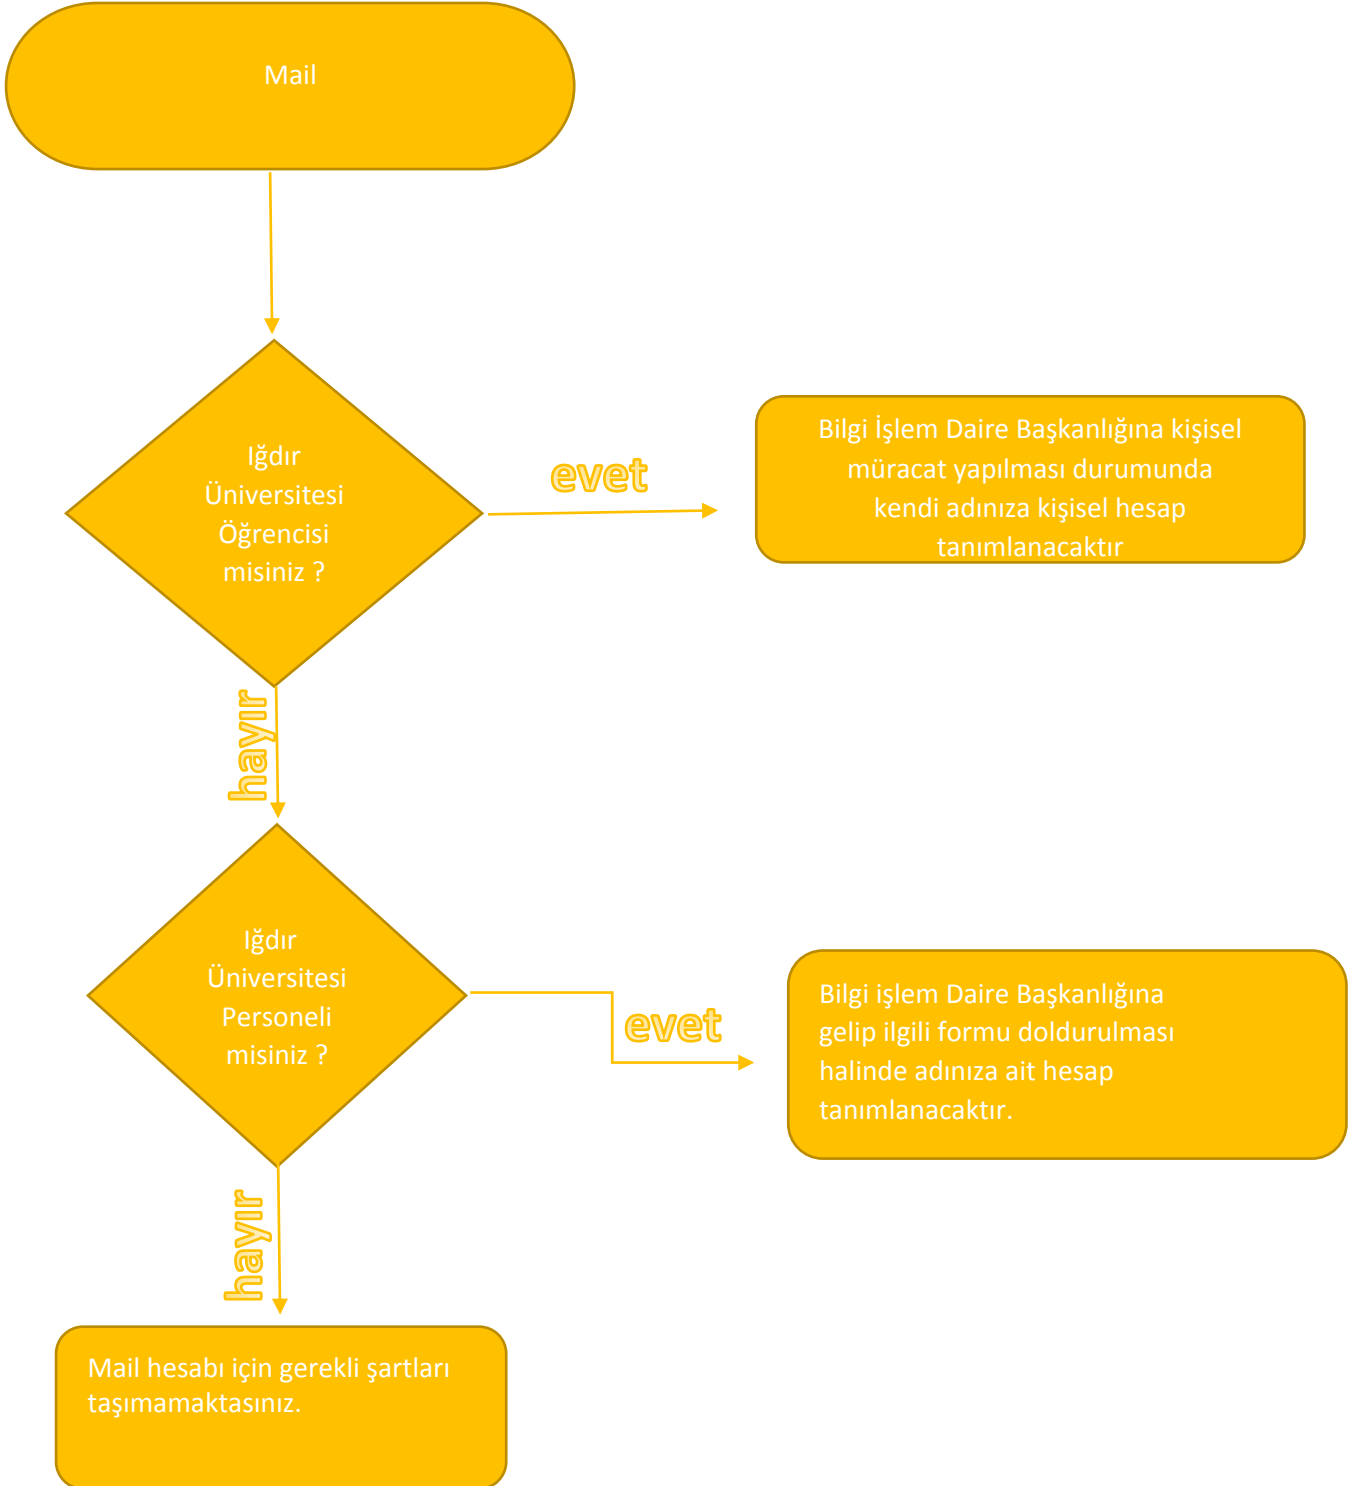 Mail
Iğdır
Üniversitesi
Öğrencisi
misiniz ?
evet
Bilgi İşlem Daire Başkanlığına kişisel
müracat yapılması durumunda
kendi adınıza kişisel hesap
tanımlanacaktır
hayır
Iğdır
Üniversitesi
Personeli
misiniz ?
evet
Bilgi işlem Daire Başkanlığına
gelip ilgili formu doldurulması
halinde adınıza ait hesap
tanımlanacaktır.
hayır
Mail hesabı için gerekli şartları
taşımamaktasınız.